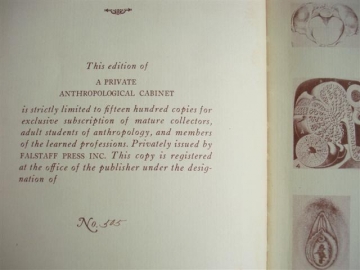 This edition of
A PRIVATE
ANTHROPOLOGICAL CABINET
is strictly limited to fifteen hundred copies for
exclusive subscription of mature collectors,
adult students of anthropology, and members
of the learned professions. Privately issued by
FALSTAFF PRESS INC. This copy is registered
at the office of the publisher under the desig-
nation of
No. 505